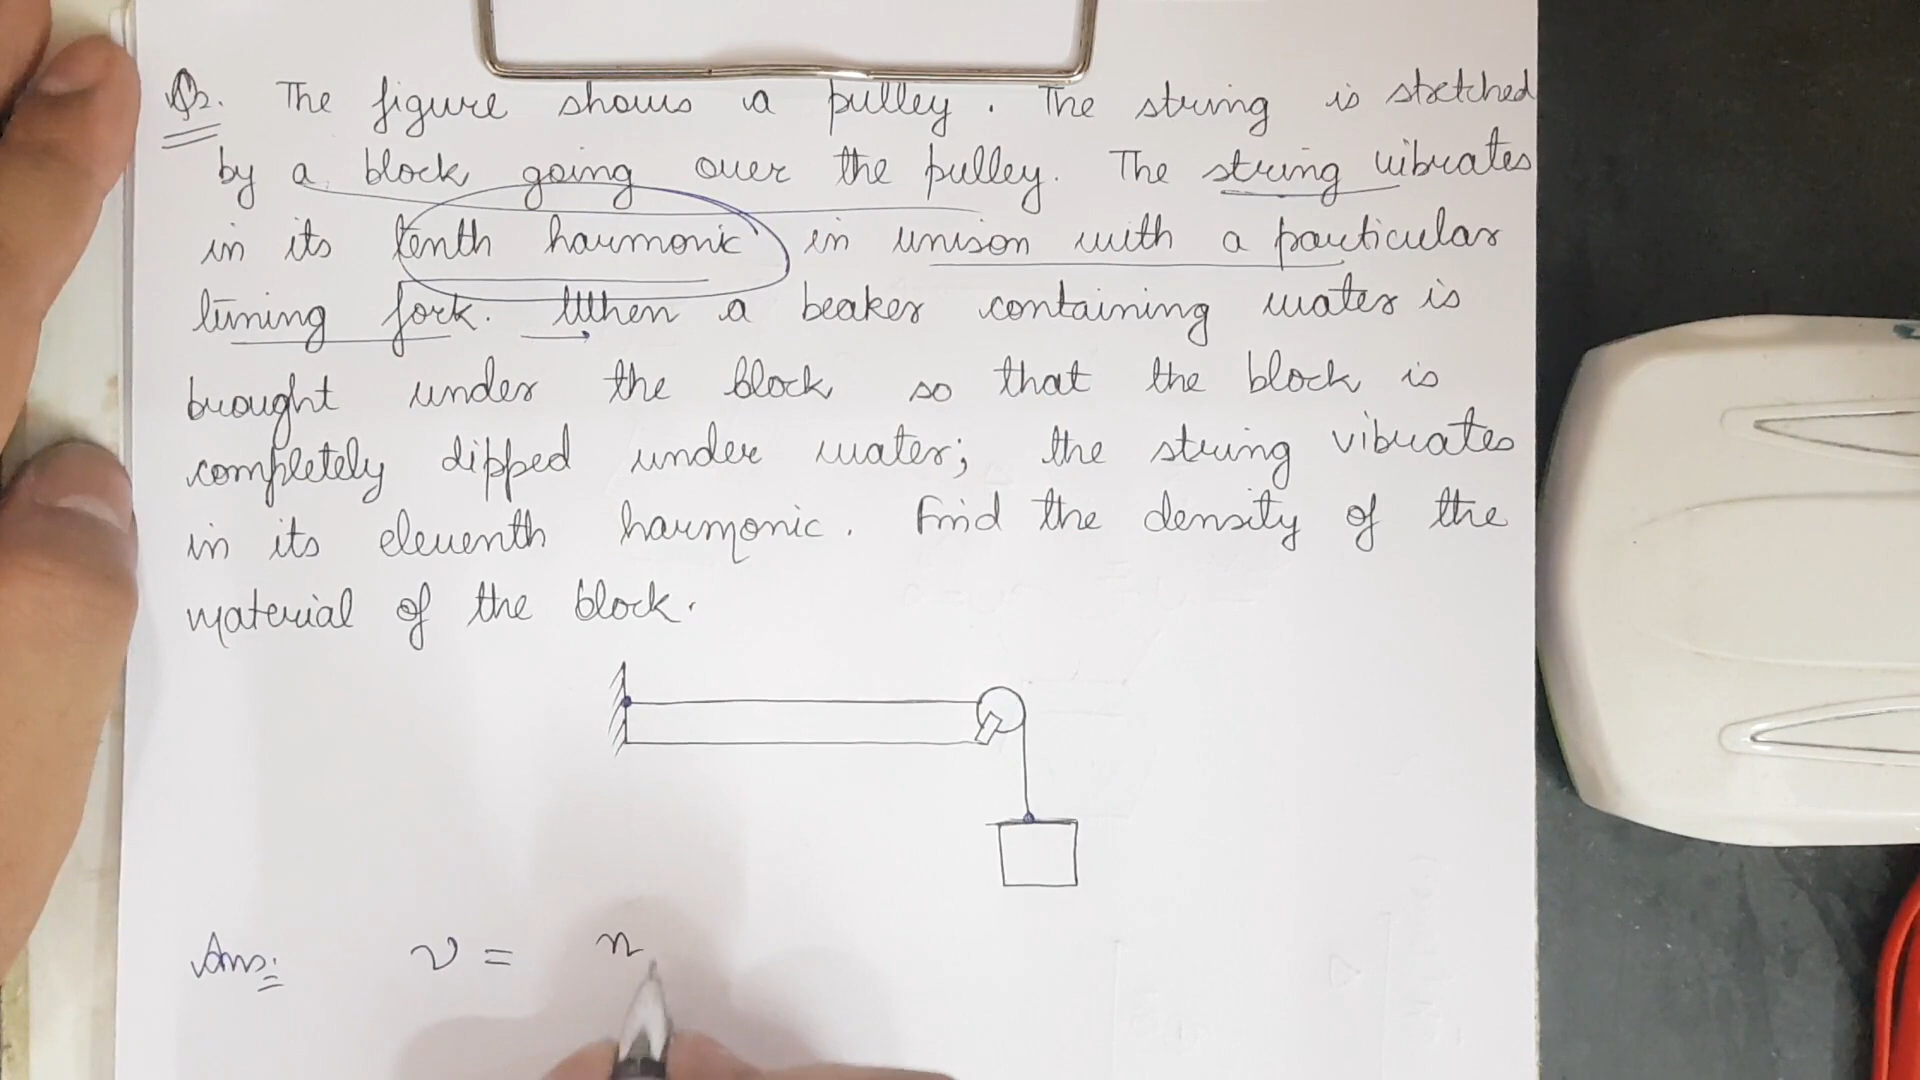 Q2. The figure shows a pulley. The string is stretched
by a block going over the pulley. The string vibrates
in its tenth harmonic in unison with a particular
tuning fork. When a beaker containing water is
brought under the block so that the block is
completely dipped under water; the string vibrates
in its eleventh harmonic. Find the density of the
material of the block.
Ans: ν = n